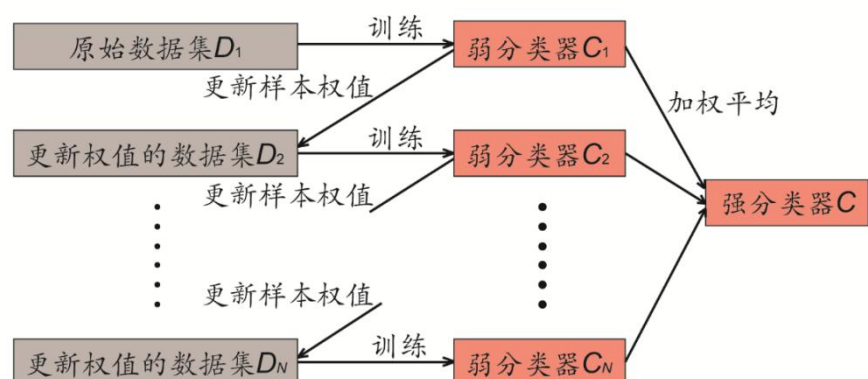 原始数据集D₁
训练
弱分类器C₁
更新样本权值
加权平均
更新权值的数据集D₂
训练
弱分类器C₂
更新样本权值
强分类器C
更新样本权值
更新权值的数据集D_N
训练
弱分类器C_N